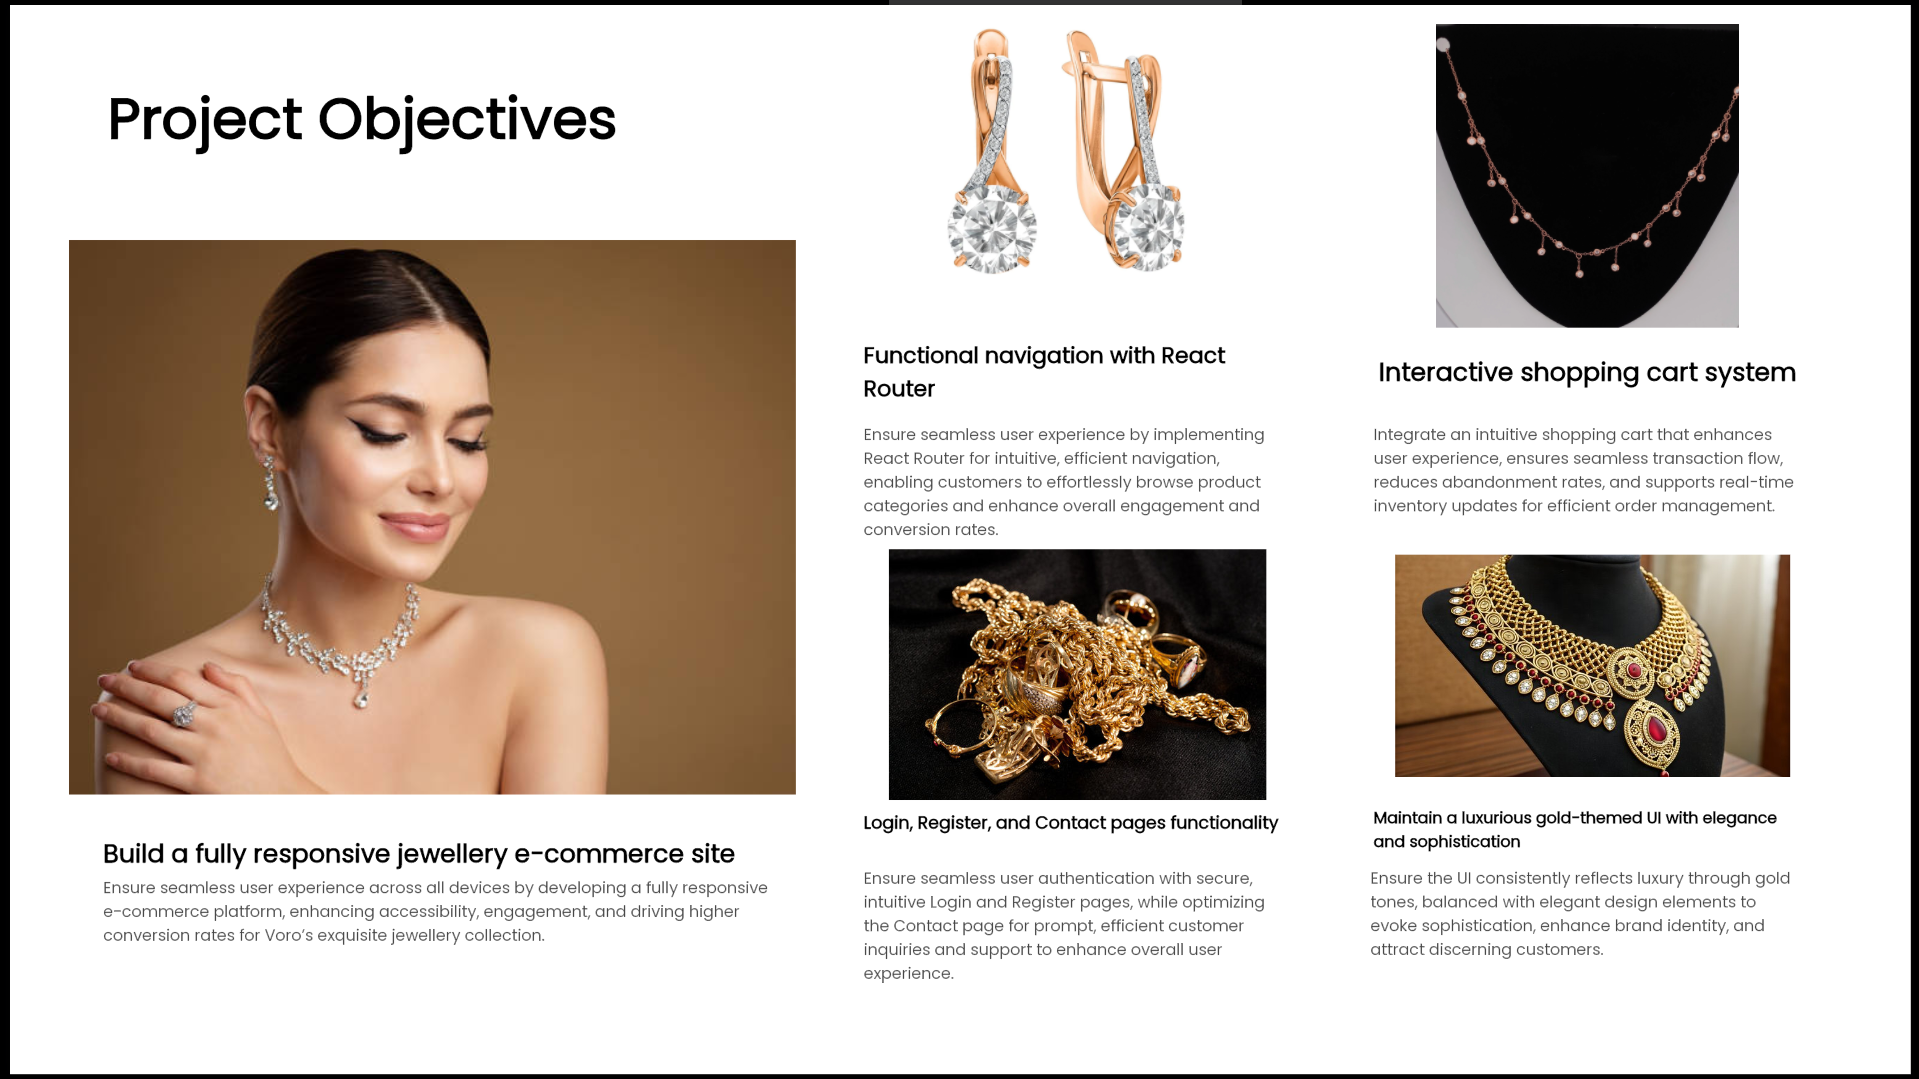 Project Objectives
Build a fully responsive jewellery e-commerce site
Ensure seamless user experience across all devices by developing a fully responsive
e-commerce platform, enhancing accessibility, engagement, and driving higher
conversion rates for Voro’s exquisite jewellery collection.
Functional navigation with React
Router
Ensure seamless user experience by implementing
React Router for intuitive, efficient navigation,
enabling customers to effortlessly browse product
categories and enhance overall engagement and
conversion rates.
Interactive shopping cart system
Integrate an intuitive shopping cart that enhances
user experience, ensures seamless transaction flow,
reduces abandonment rates, and supports real-time
inventory updates for efficient order management.
Login, Register, and Contact pages functionality
Ensure seamless user authentication with secure,
intuitive Login and Register pages, while optimizing
the Contact page for prompt, efficient customer
inquiries and support to enhance overall user
experience.
Maintain a luxurious gold-themed UI with elegance
and sophistication
Ensure the UI consistently reflects luxury through gold
tones, balanced with elegant design elements to
evoke sophistication, enhance brand identity, and
attract discerning customers.